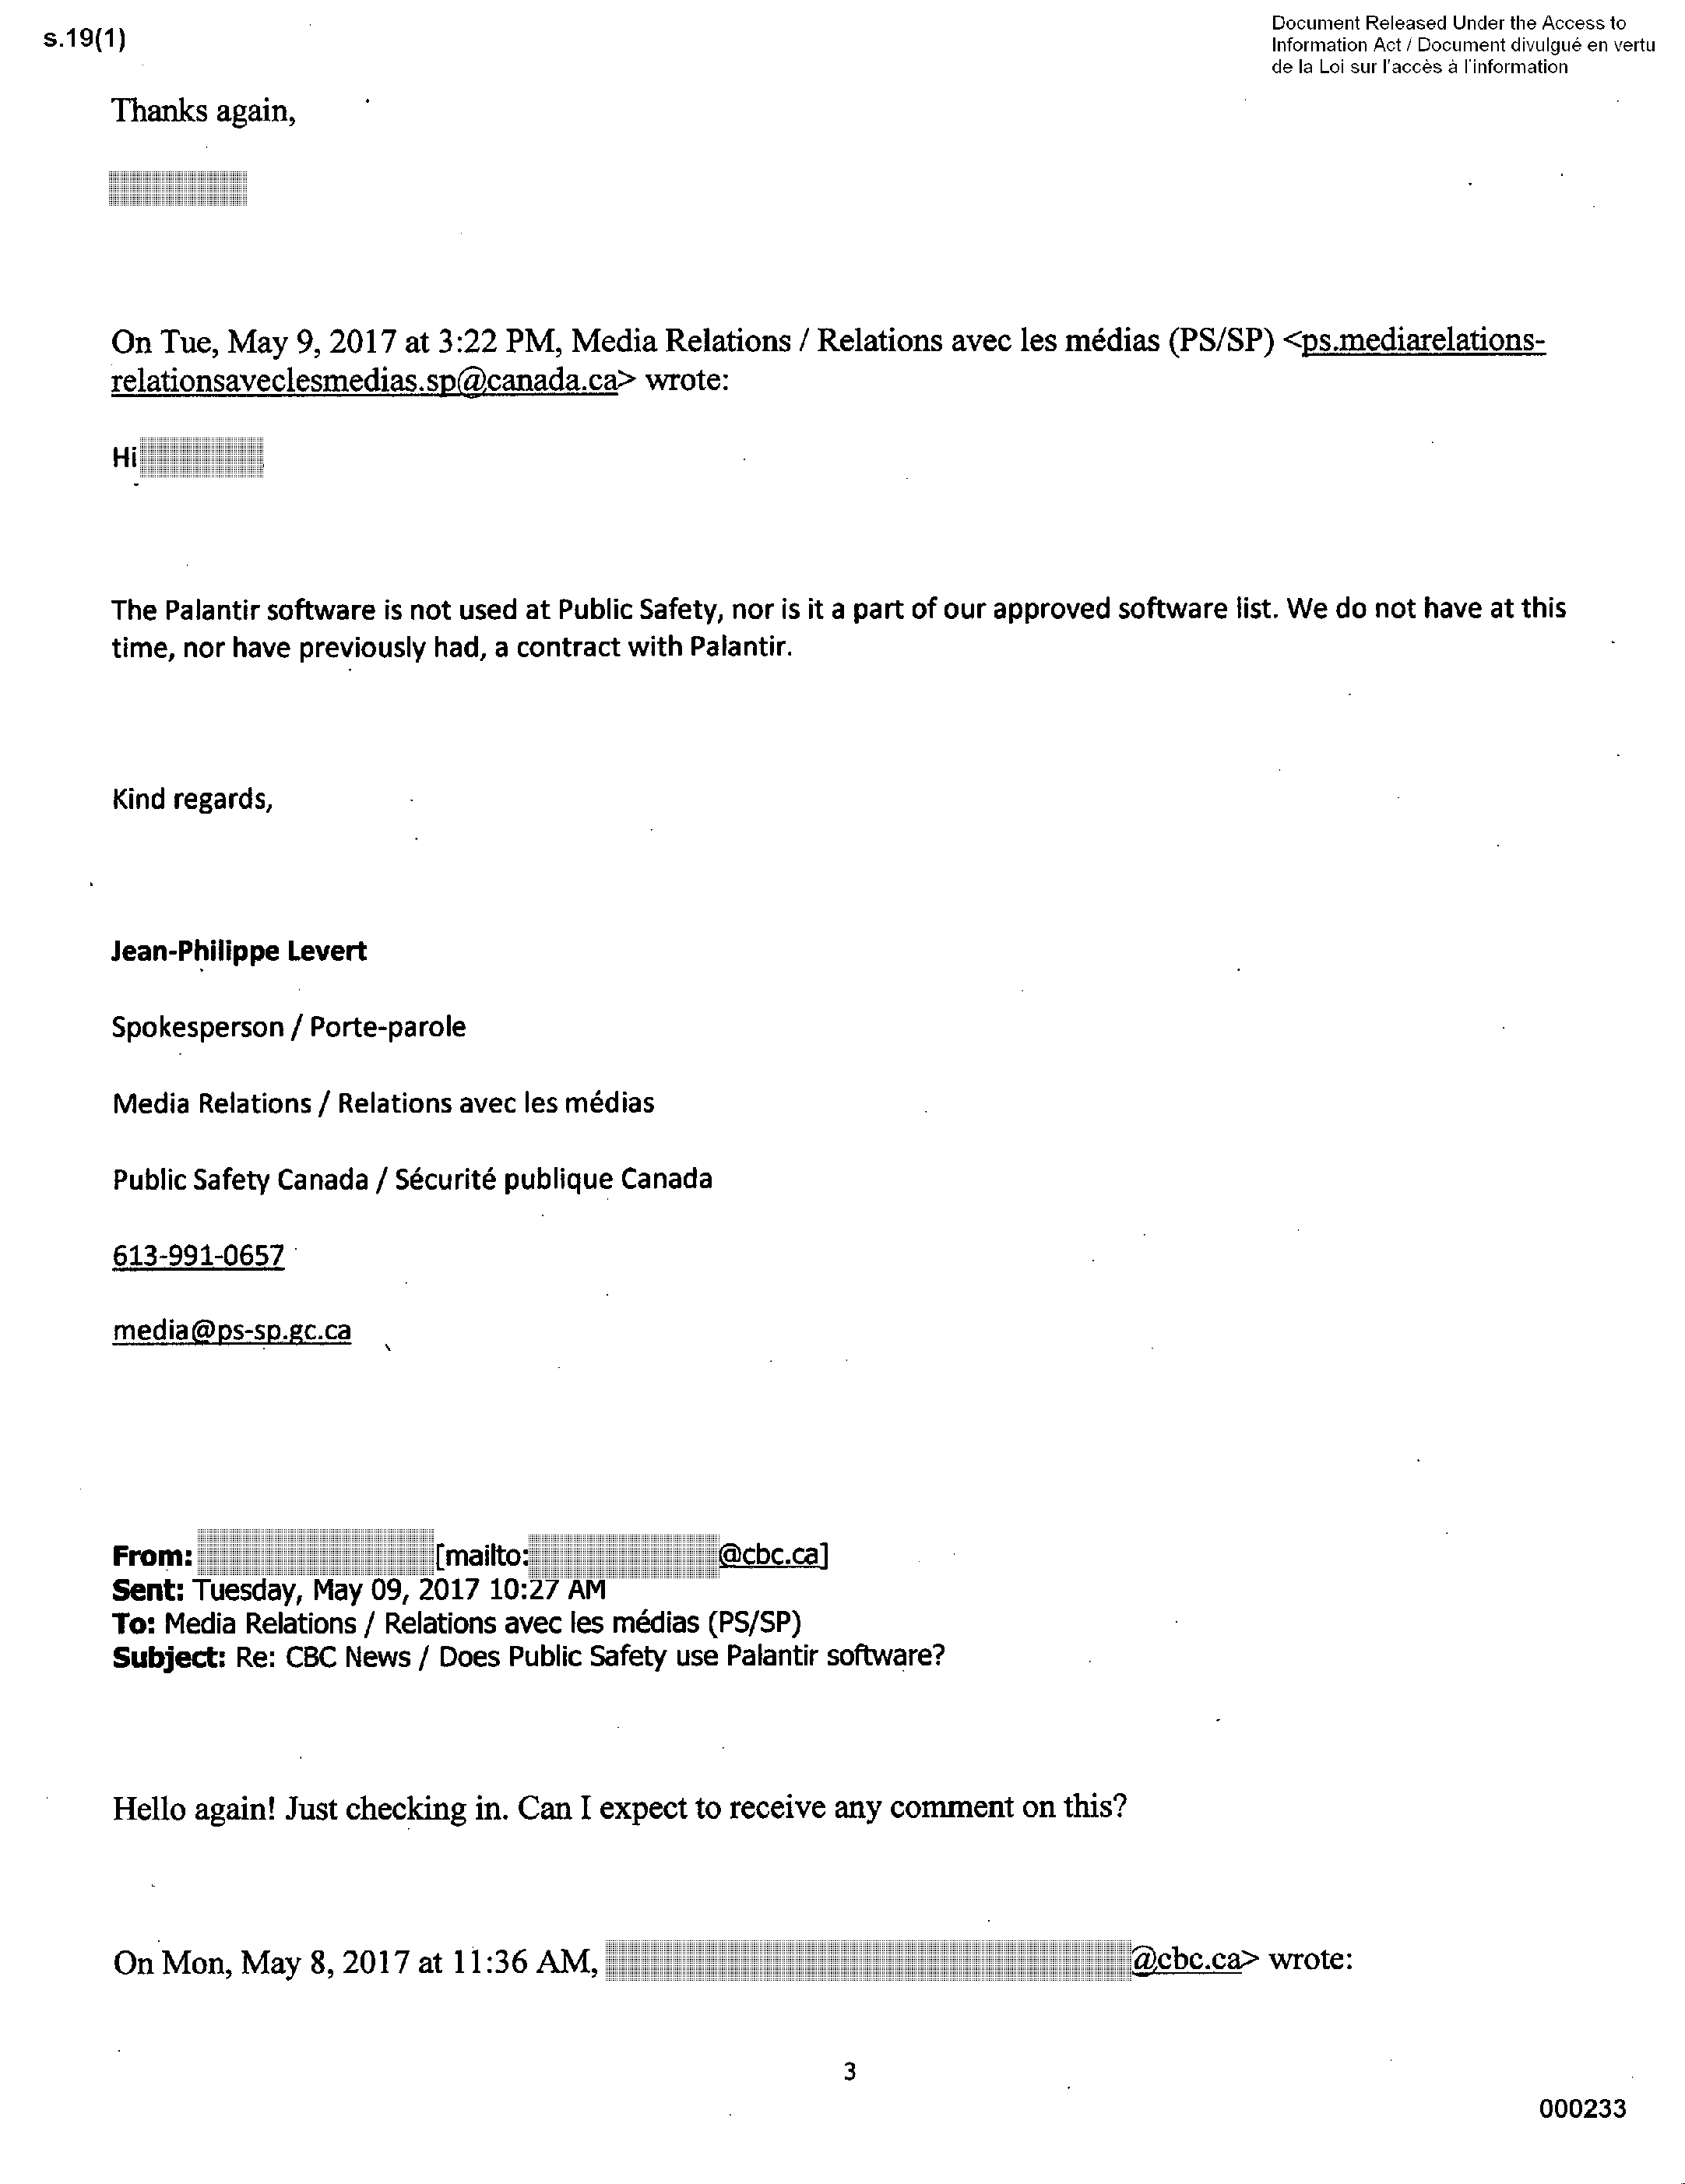 s.19(1)
Document Released Under the Access to
Information Act / Document divulgué en vertu
de la Loi sur l'accès à l'information
Thanks again,
On Tue, May 9, 2017 at 3:22 PM, Media Relations / Relations avec les médias (PS/SP) <ps.mediarelations-
relationsaveclesmedias.sp@canada.ca> wrote:
Hi
The Palantir software is not used at Public Safety, nor is it a part of our approved software list. We do not have at this
time, nor have previously had, a contract with Palantir.
Kind regards,
Jean-Philippe Levert
Spokesperson / Porte-parole
Media Relations / Relations avec les médias
Public Safety Canada / Sécurité publique Canada
613-991-0657
media@ps-sp.gc.ca
From: [mailto: @cbc.ca]
Sent: Tuesday, May 09, 2017 10:27 AM
To: Media Relations / Relations avec les médias (PS/SP)
Subject: Re: CBC News / Does Public Safety use Palantir software?
Hello again! Just checking in. Can I expect to receive any comment on this?
On Mon, May 8, 2017 at 11:36 AM, @cbc.ca> wrote:
3
000233